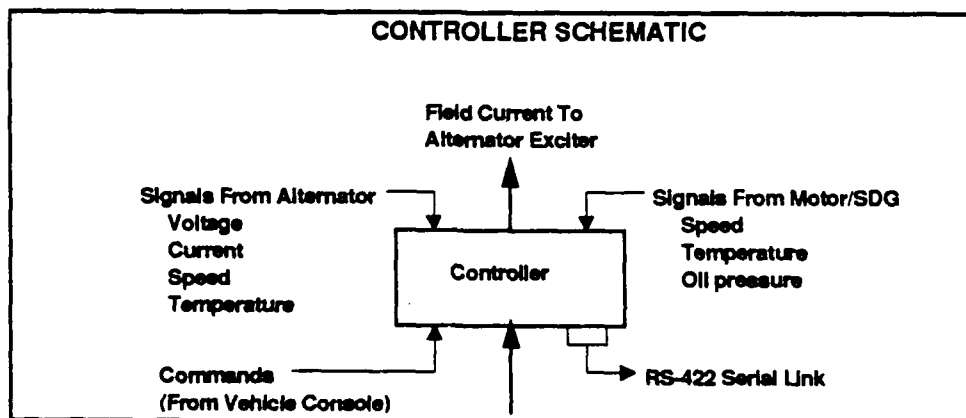 CONTROLLER SCHEMATIC
Field Current To
Alternator Exciter
Signals From Alternator
Voltage
Current
Speed
Temperature
Signals From Motor/SDG
Speed
Temperature
Oil pressure
Controller
Commands
(From Vehicle Console)
RS-422 Serial Link